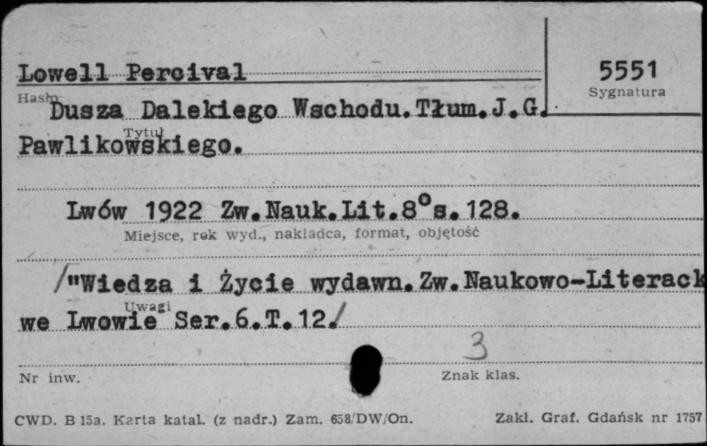 Lowell Percival
5551
Hasło
Sygnatura
Dusza Dalekiego Wschodu. Tłum. J. G.
Tytuł
Pawlikowskiego.
Lwów 1922 Zw. Nauk. Lit. 8° s. 128.
Miejsce, rok wyd., nakładca, format, objętość
/"Wiedza i Życie wydawn. Zw. Naukowo-Literack
Uwagi
we Lwowie Ser. 6. T. 12./
3
Nr inw.
Znak klas.
CWD. B 15a. Karta katal. (z nadr.) Zam. 658/DW/On.
Zakł. Graf. Gdańsk nr 1757